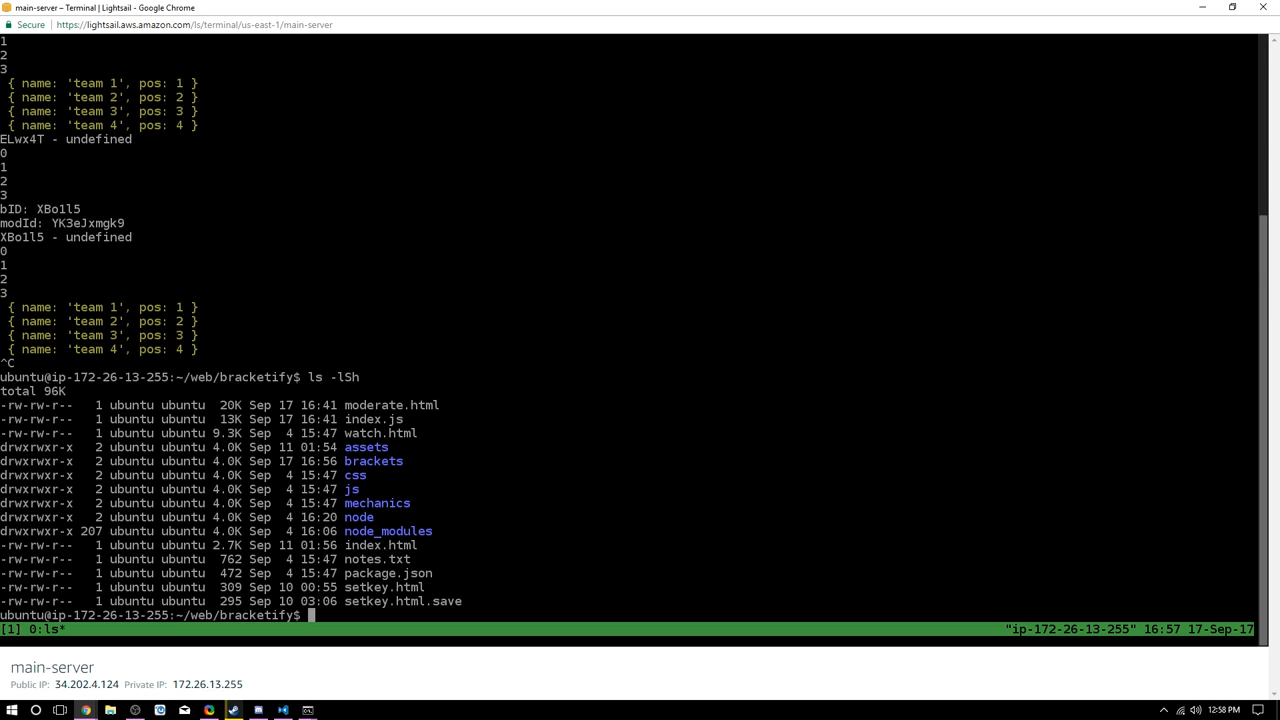 main-server – Terminal | Lightsail - Google Chrome
Secure https://lightsail.aws.amazon.com/ls/terminal/us-east-1/main-server
1
2
3
{ name: 'team 1', pos: 1 }
{ name: 'team 2', pos: 2 }
{ name: 'team 3', pos: 3 }
{ name: 'team 4', pos: 4 }
ELwx4T - undefined
0
1
2
3
bID: XBo1l5
modId: YK3eJxmgk9
XBo1l5 - undefined
0
1
2
3
{ name: 'team 1', pos: 1 }
{ name: 'team 2', pos: 2 }
{ name: 'team 3', pos: 3 }
{ name: 'team 4', pos: 4 }
^C
ubuntu@ip-172-26-13-255:~/web/bracketify$ ls -lSh
total 96K
-rw-rw-r-- 1 ubuntu ubuntu 20K Sep 17 16:41 moderate.html
-rw-rw-r-- 1 ubuntu ubuntu 13K Sep 17 16:41 index.js
-rw-rw-r-- 1 ubuntu ubuntu 9.3K Sep 4 15:47 watch.html
drwxrwxr-x 2 ubuntu ubuntu 4.0K Sep 11 01:54 assets
drwxrwxr-x 2 ubuntu ubuntu 4.0K Sep 17 16:56 brackets
drwxrwxr-x 2 ubuntu ubuntu 4.0K Sep 4 15:47 css
drwxrwxr-x 2 ubuntu ubuntu 4.0K Sep 4 15:47 js
drwxrwxr-x 2 ubuntu ubuntu 4.0K Sep 4 15:47 mechanics
drwxrwxr-x 2 ubuntu ubuntu 4.0K Sep 4 16:20 node
drwxrwxr-x 207 ubuntu ubuntu 4.0K Sep 4 16:06 node_modules
-rw-rw-r-- 1 ubuntu ubuntu 2.7K Sep 11 01:56 index.html
-rw-rw-r-- 1 ubuntu ubuntu 762 Sep 4 15:47 notes.txt
-rw-rw-r-- 1 ubuntu ubuntu 472 Sep 4 15:47 package.json
-rw-rw-r-- 1 ubuntu ubuntu 309 Sep 10 00:55 setkey.html
-rw-rw-r-- 1 ubuntu ubuntu 295 Sep 10 03:06 setkey.html.save
ubuntu@ip-172-26-13-255:~/web/bracketify$
[1] 0:ls* "ip-172-26-13-255" 16:57 17-Sep-17
main-server
Public IP: 34.202.4.124 Private IP: 172.26.13.255
12:58 PM